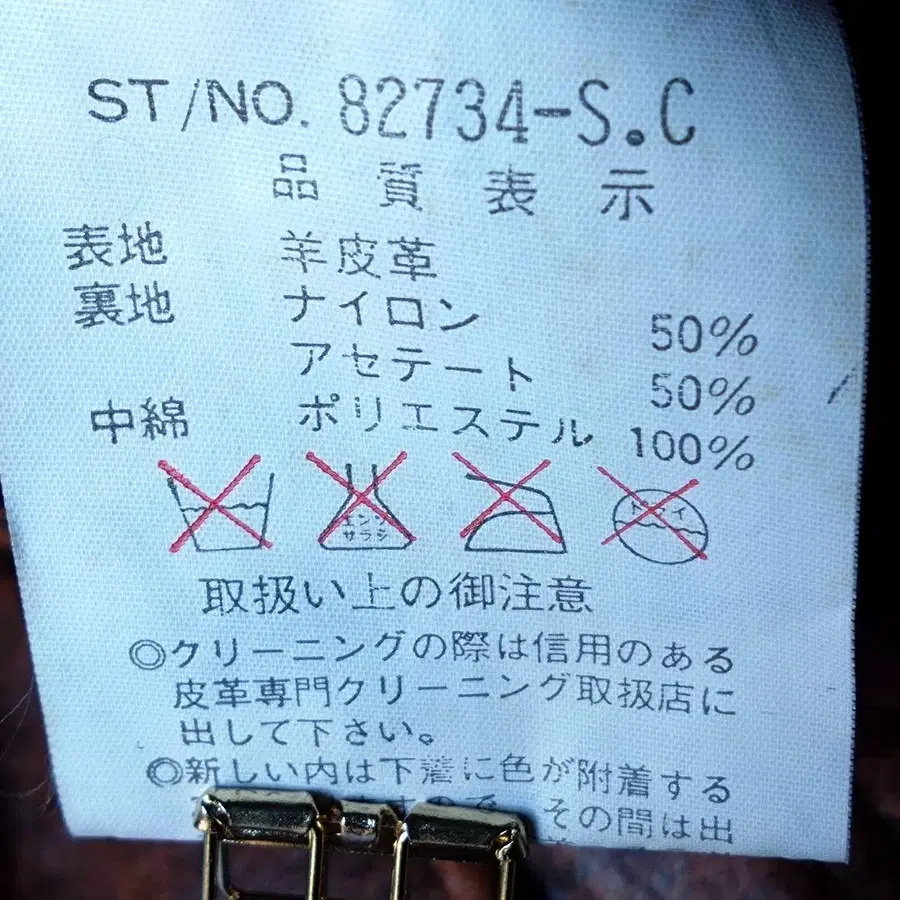 ST/NO. 82734-S.C
品質表示
表地 羊皮革
裏地 ナイロン 50%
アセテート 50%
中綿 ポリエステル 100%
エンソ サラシ ドライ
取扱い上の御注意
◎クリーニングの際は信用のある
皮革専門クリーニング取扱店に
出して下さい。
◎新しい内は下着に色が附着する
その間は出